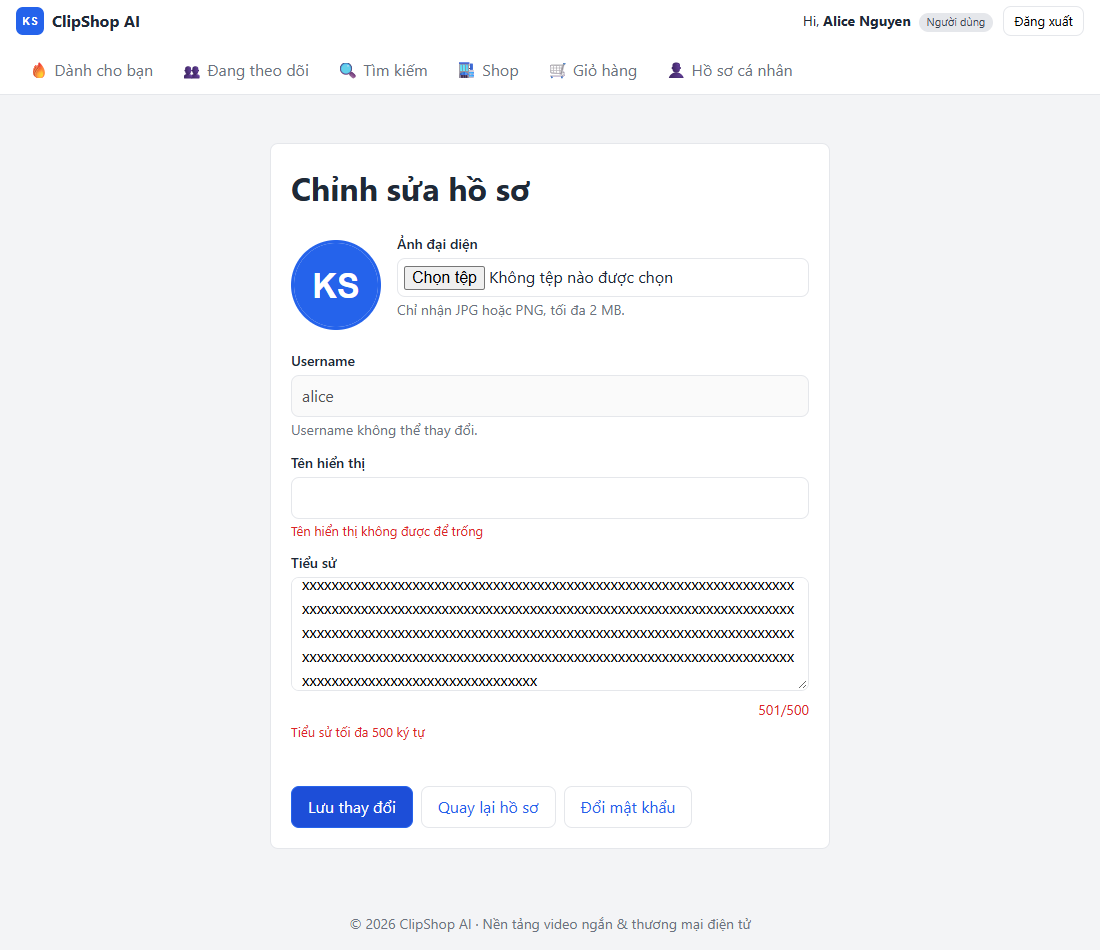 KS ClipShop AI
Hi, Alice Nguyen Người dùng Đăng xuất
Dành cho bạn Đang theo dõi Tìm kiếm Shop Giỏ hàng Hồ sơ cá nhân
Chỉnh sửa hồ sơ
KS
Ảnh đại diện
Chọn tệp Không tệp nào được chọn
Chỉ nhận JPG hoặc PNG, tối đa 2 MB.
Username
alice
Username không thể thay đổi.
Tên hiển thị
Tên hiển thị không được để trống
Tiểu sử
xxxxxxxxxxxxxxxxxxxxxxxxxxxxxxxxxxxxxxxxxxxxxxxxxxxxxxxxxxxxxxxxxxx
xxxxxxxxxxxxxxxxxxxxxxxxxxxxxxxxxxxxxxxxxxxxxxxxxxxxxxxxxxxxxxxxxxx
xxxxxxxxxxxxxxxxxxxxxxxxxxxxxxxxxxxxxxxxxxxxxxxxxxxxxxxxxxxxxxxxxxx
xxxxxxxxxxxxxxxxxxxxxxxxxxxxxxxxxxxxxxxxxxxxxxxxxxxxxxxxxxxxxxxxxxx
xxxxxxxxxxxxxxxxxxxxxxxxxxxxxxxx
501/500
Tiểu sử tối đa 500 ký tự
Lưu thay đổi Quay lại hồ sơ Đổi mật khẩu
© 2026 ClipShop AI · Nền tảng video ngắn & thương mại điện tử